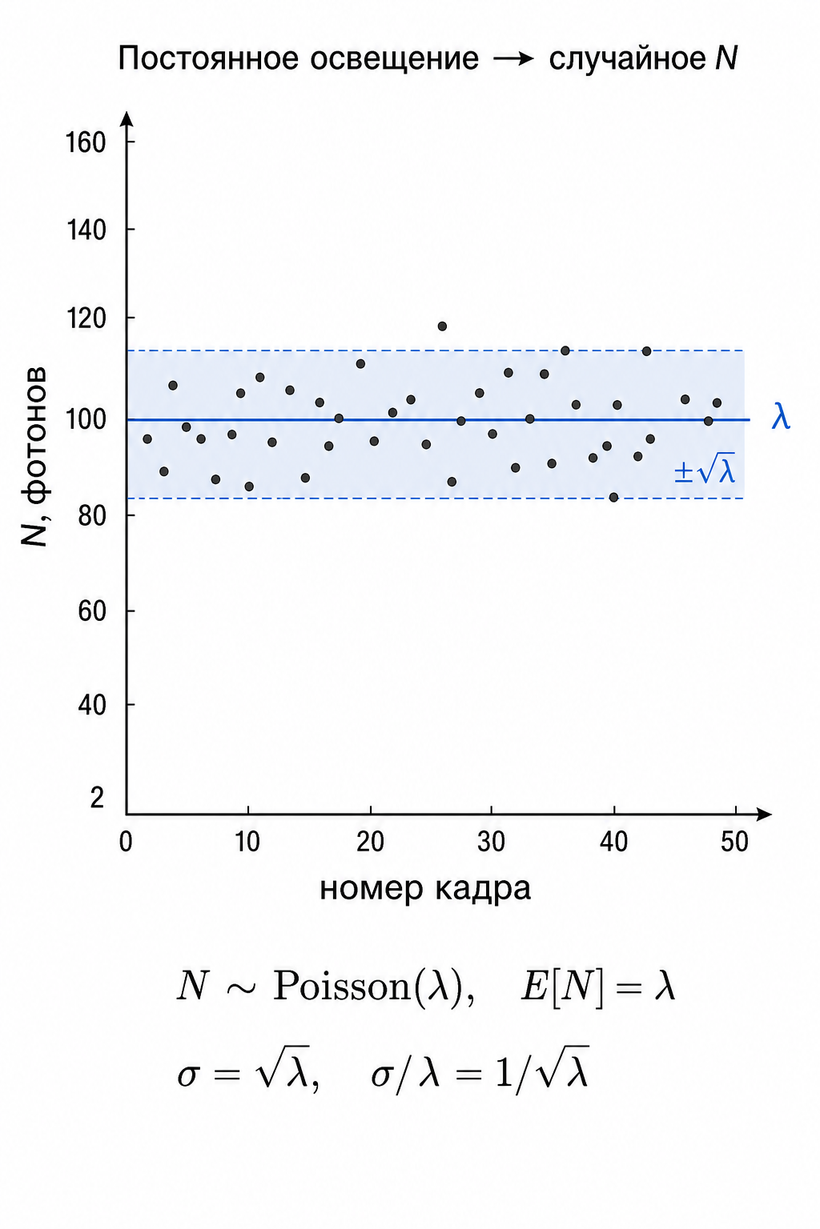 Постоянное освещение → случайное N
160
140
120
100
80
60
40
2
N, фотонов
λ
±√λ
0 10 20 30 40 50
номер кадра
N ∼ Poisson(λ), E[N] = λ
σ = √λ, σ/λ = 1/√λ